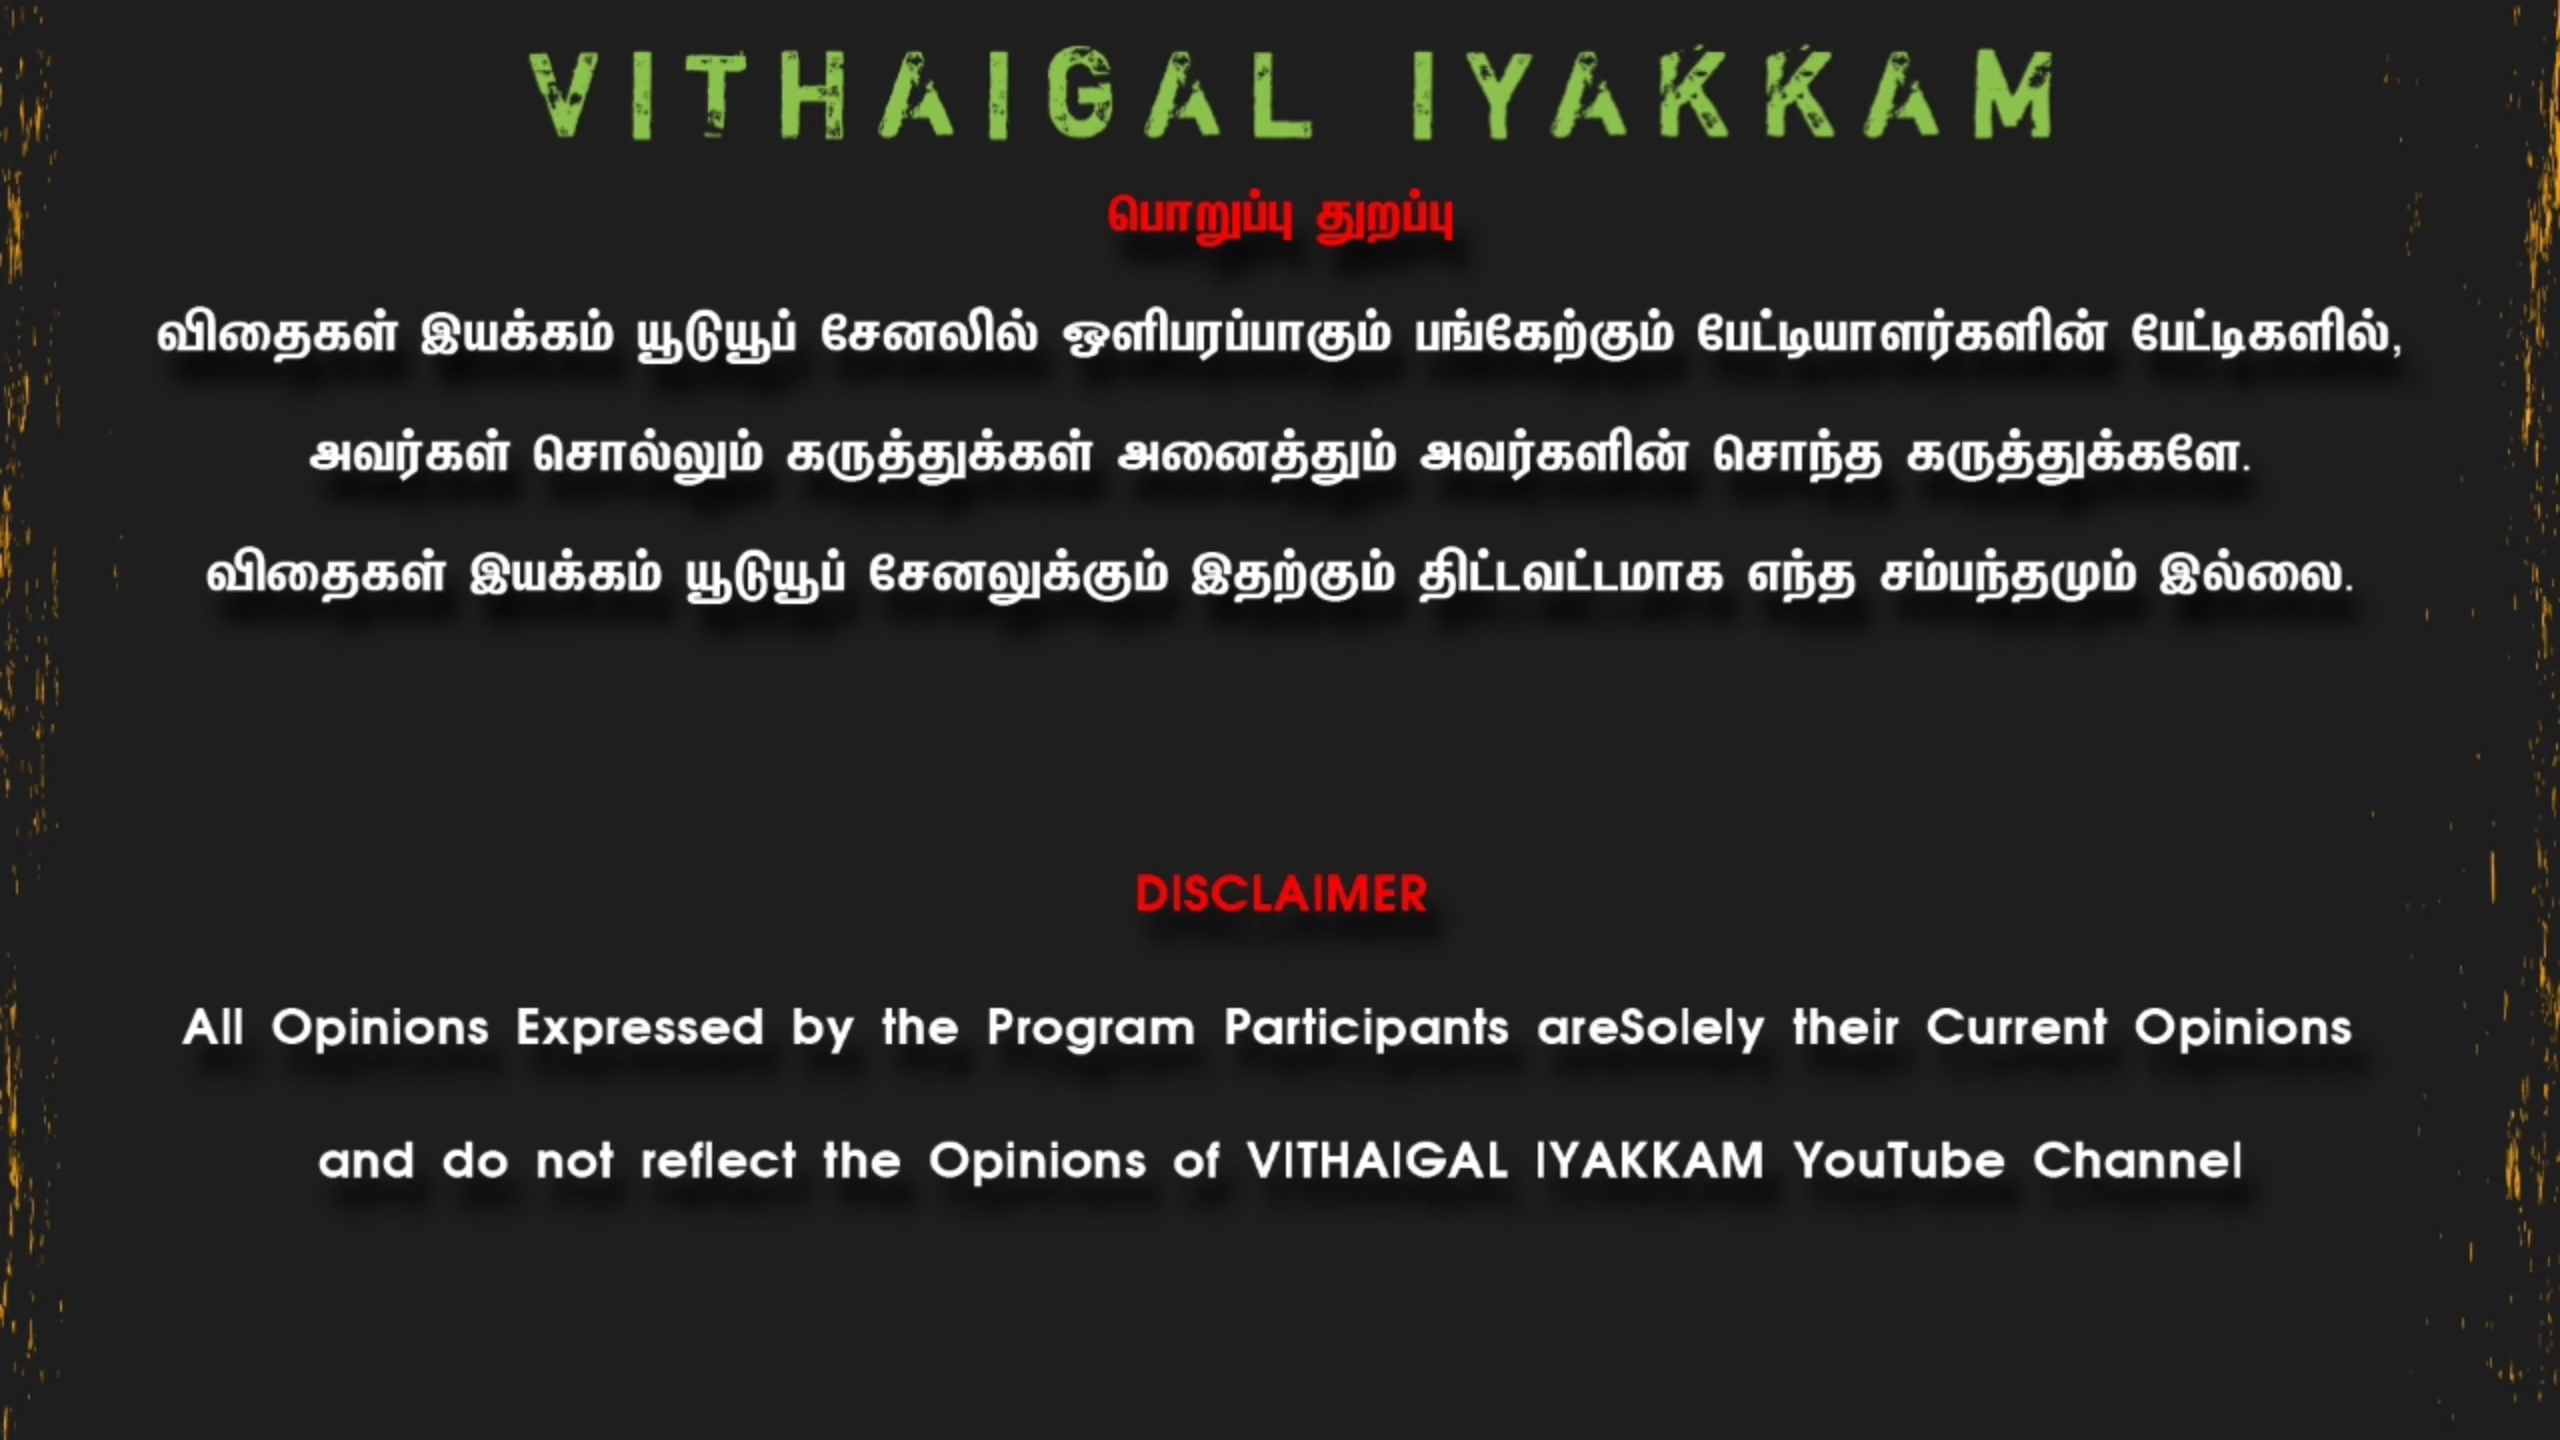 VITHAIGAL IYAKKAM
பொறுப்பு துறப்பு
விதைகள் இயக்கம் யூடுயூப் சேனலில் ஒளிபரப்பாகும் பங்கேற்கும் பேட்டியாளர்களின் பேட்டிகளில்,
அவர்கள் சொல்லும் கருத்துக்கள் அனைத்தும் அவர்களின் சொந்த கருத்துக்களே.
விதைகள் இயக்கம் யூடுயூப் சேனலுக்கும் இதற்கும் திட்டவட்டமாக எந்த சம்பந்தமும் இல்லை.
DISCLAIMER
All Opinions Expressed by the Program Participants areSolely their Current Opinions
and do not reflect the Opinions of VITHAIGAL IYAKKAM YouTube Channel